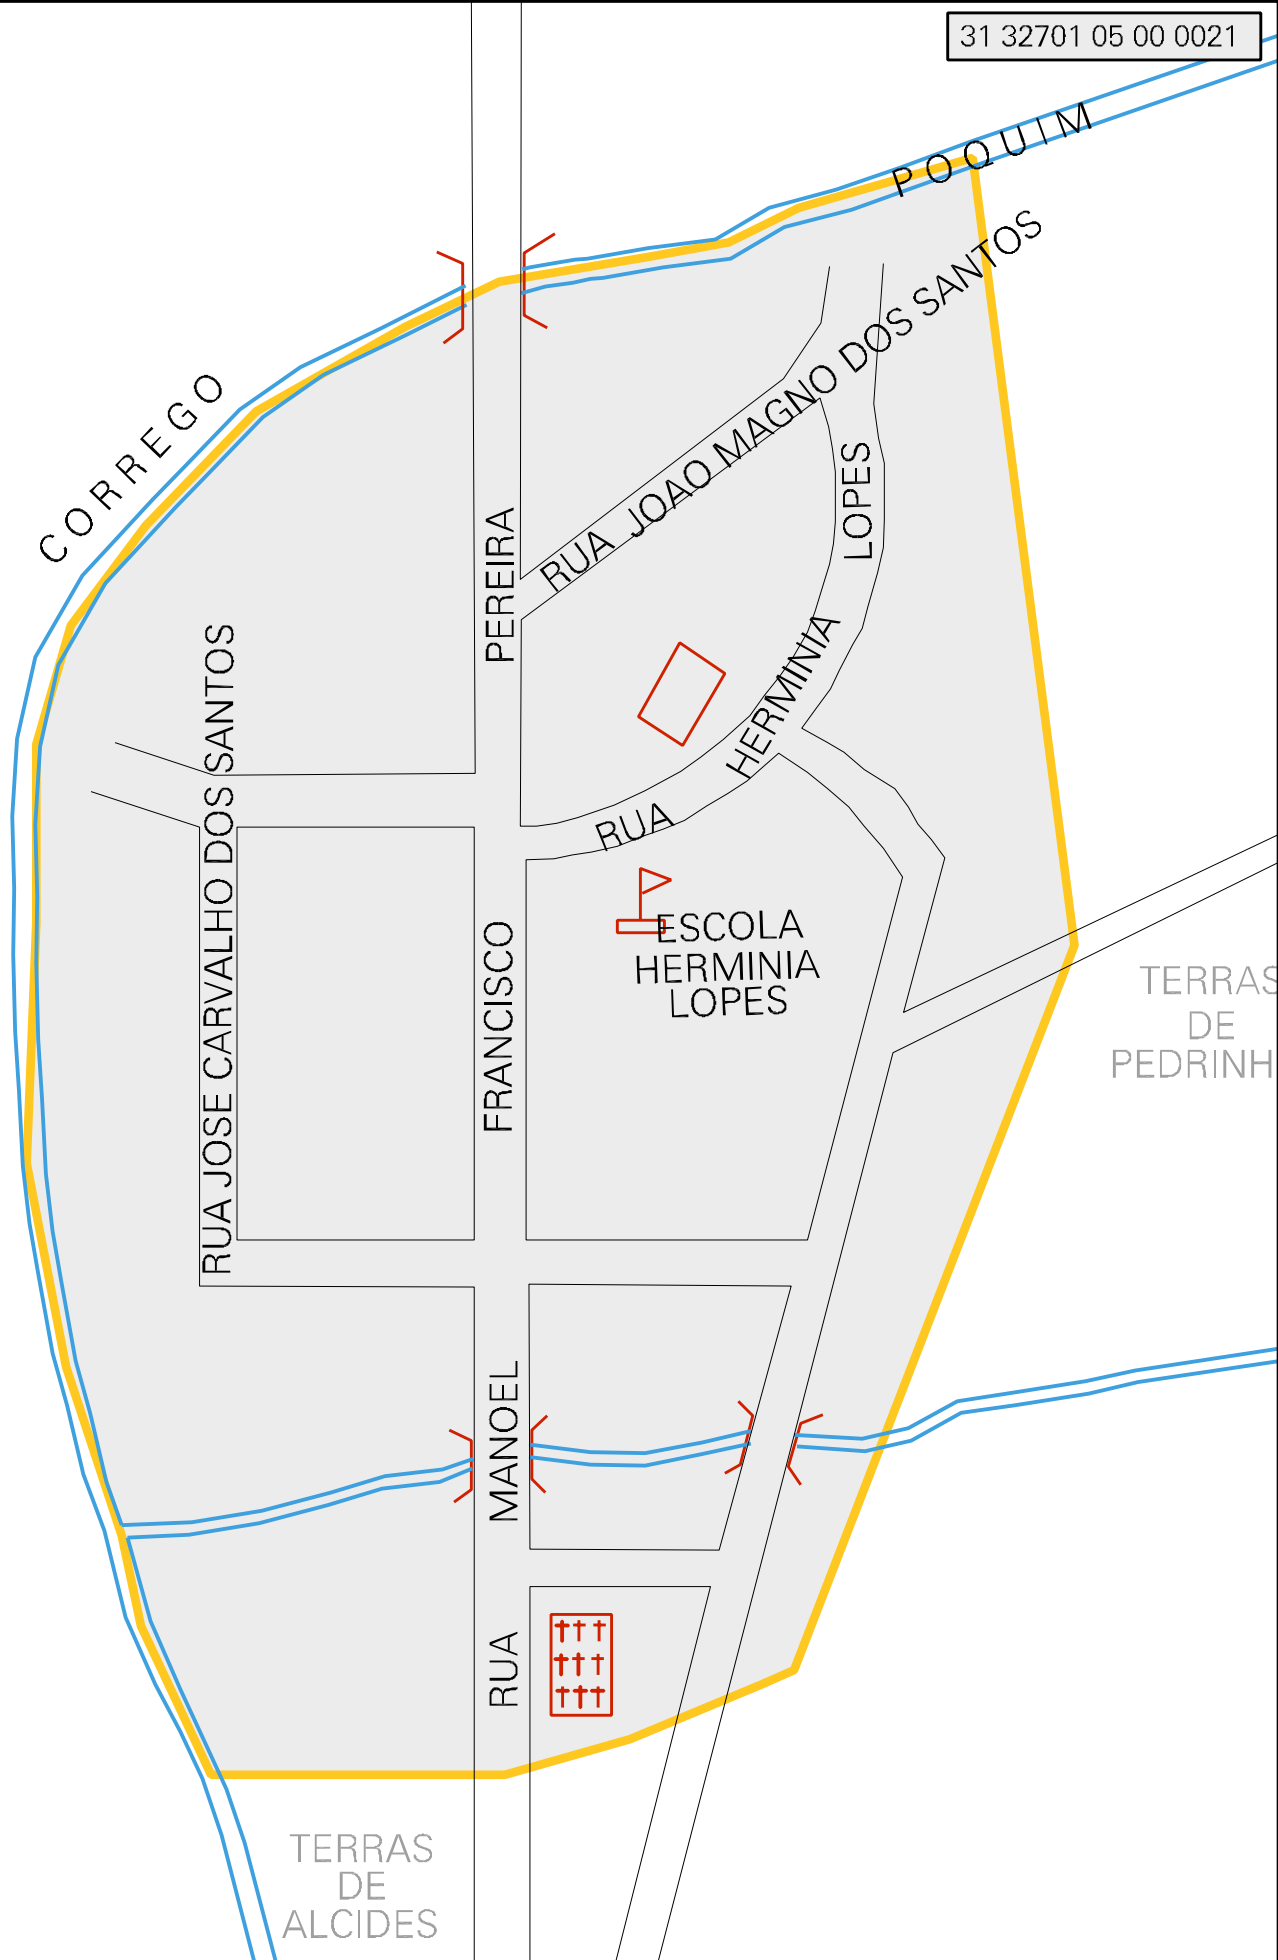 31 32701 05 00 0021
CORREGO POQUIM
RUA JOAO MAGNO DOS SANTOS
RUA HERMINIA LOPES
RUA JOSE CARVALHO DOS SANTOS
RUA MANOEL FRANCISCO PEREIRA
ESCOLA
HERMINIA
LOPES
TERRAS
DE
PEDRINH
TERRAS
DE
ALCIDES